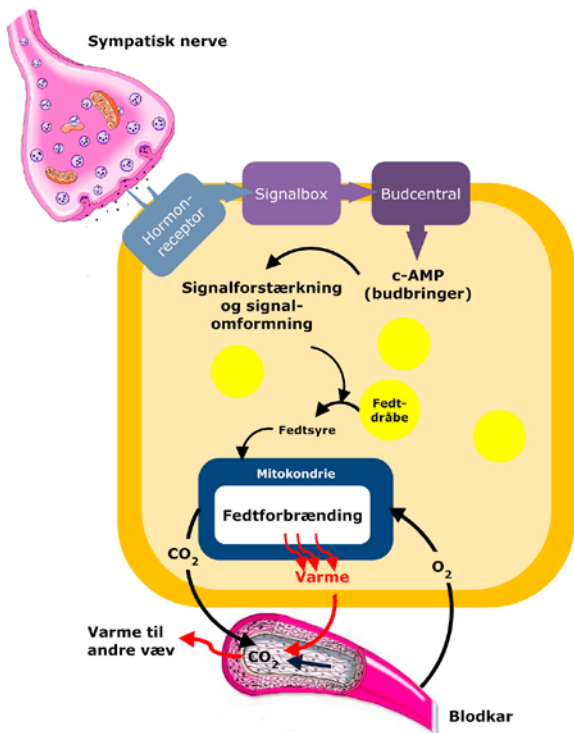 Sympatisk nerve
Hormon-
receptor
Signalbox
Budcentral
c-AMP
(budbringer)
Signalforstærkning
og signal-
omformning
Fedt-
dråbe
Fedtsyre
Mitokondrie
Fedtforbrænding
CO2
Varme
O2
Varme til
andre væv
CO2
Blodkar